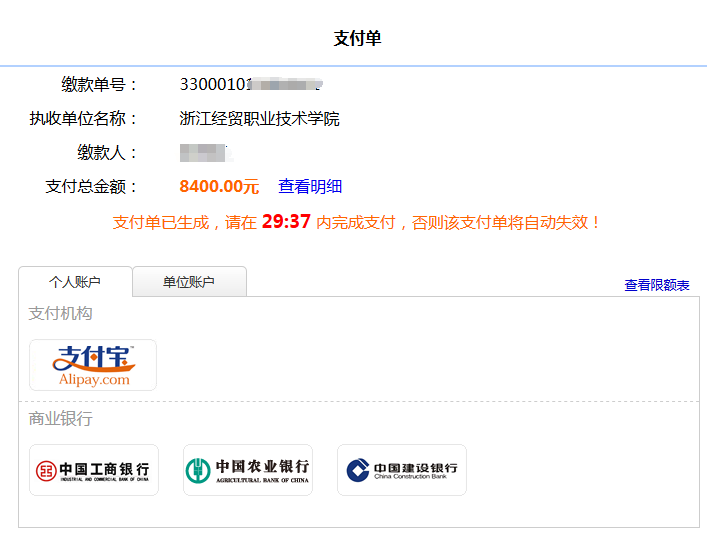 支付单
缴款单号：
3300010
执收单位名称：
浙江经贸职业技术学院
缴款人：
支付总金额：
8400.00元 查看明细
支付单已生成，请在 29:37 内完成支付，否则该支付单将自动失效！
个人账户 单位账户 查看限额表
支付机构
支付宝™
Alipay.com
商业银行
中国工商银行 中国农业银行 中国建设银行
INDUSTRIAL AND COMMERCIAL BANK OF CHINA AGRICULTURAL BANK OF CHINA China Construction Bank